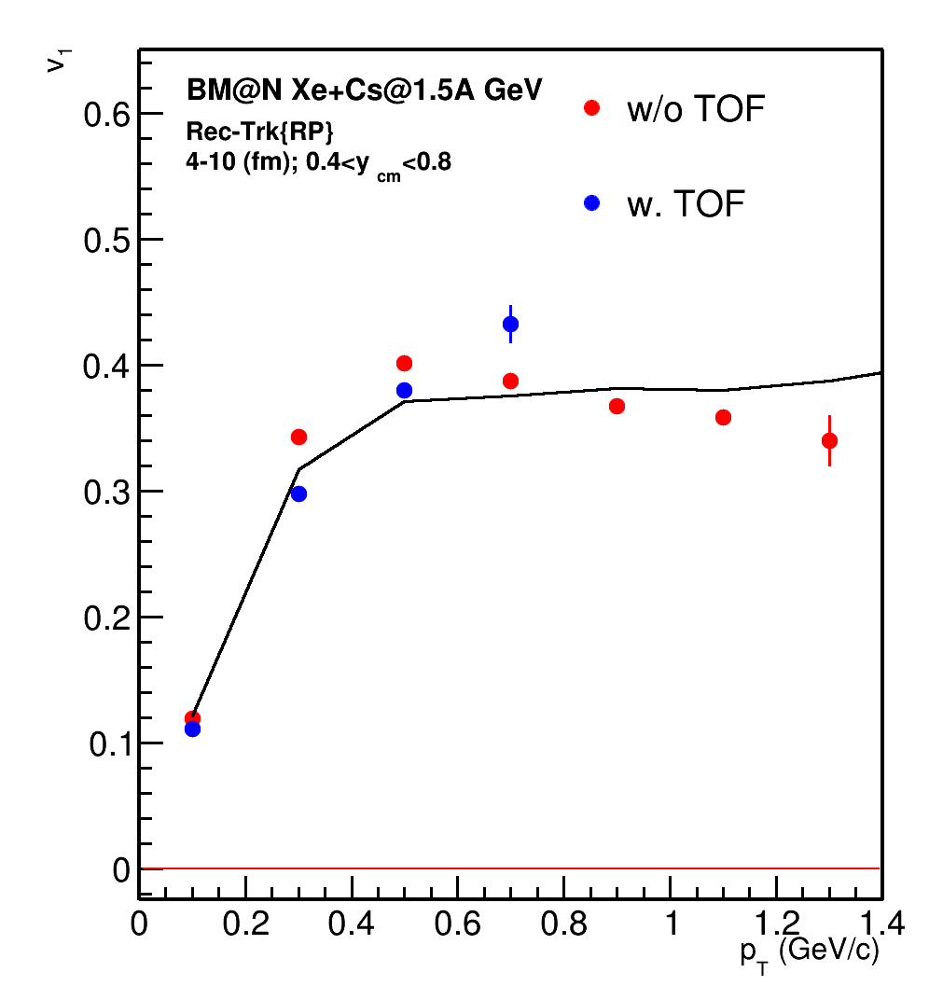 v1
BM@N Xe+Cs@1.5A GeV
Rec-Trk{RP}
4-10 (fm); 0.4<y cm<0.8
w/o TOF
w. TOF
0.6
0.5
0.4
0.3
0.2
0.1
0
0 0.2 0.4 0.6 0.8 1 1.2 1.4
pT (GeV/c)